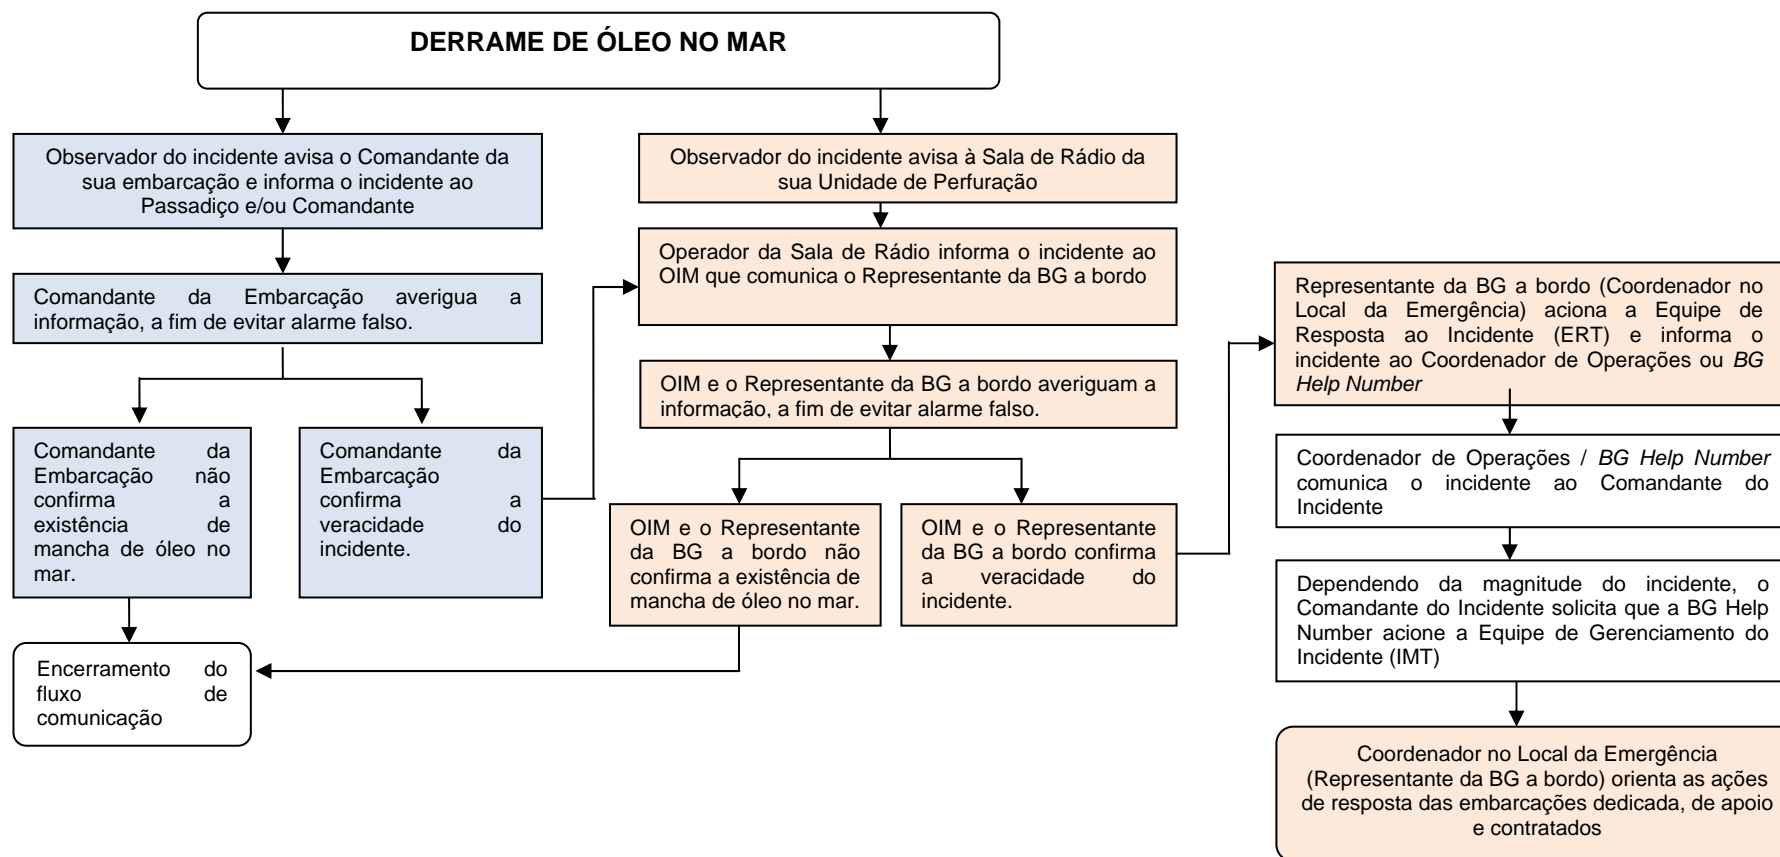 DERRAME DE ÓLEO NO MAR
Observador do incidente avisa o Comandante da
sua embarcação e informa o incidente ao
Passadiço e/ou Comandante
Comandante da Embarcação averigua a
informação, a fim de evitar alarme falso.
Comandante da
Embarcação não
confirma a
existência de
mancha de óleo no
mar.
Comandante da
Embarcação
confirma a
veracidade do
incidente.
Encerramento do
fluxo de
comunicação
Observador do incidente avisa à Sala de Rádio da
sua Unidade de Perfuração
Operador da Sala de Rádio informa o incidente ao
OIM que comunica o Representante da BG a bordo
OIM e o Representante da BG a bordo averiguam a
informação, a fim de evitar alarme falso.
OIM e o Representante
da BG a bordo não
confirma a existência de
mancha de óleo no mar.
OIM e o Representante
da BG a bordo confirma
a veracidade do
incidente.
Representante da BG a bordo (Coordenador no
Local da Emergência) aciona a Equipe de
Resposta ao Incidente (ERT) e informa o
incidente ao Coordenador de Operações ou BG
Help Number
Coordenador de Operações / BG Help Number
comunica o incidente ao Comandante do
Incidente
Dependendo da magnitude do incidente, o
Comandante do Incidente solicita que a BG Help
Number acione a Equipe de Gerenciamento do
Incidente (IMT)
Coordenador no Local da Emergência
(Representante da BG a bordo) orienta as ações
de resposta das embarcações dedicada, de apoio
e contratados